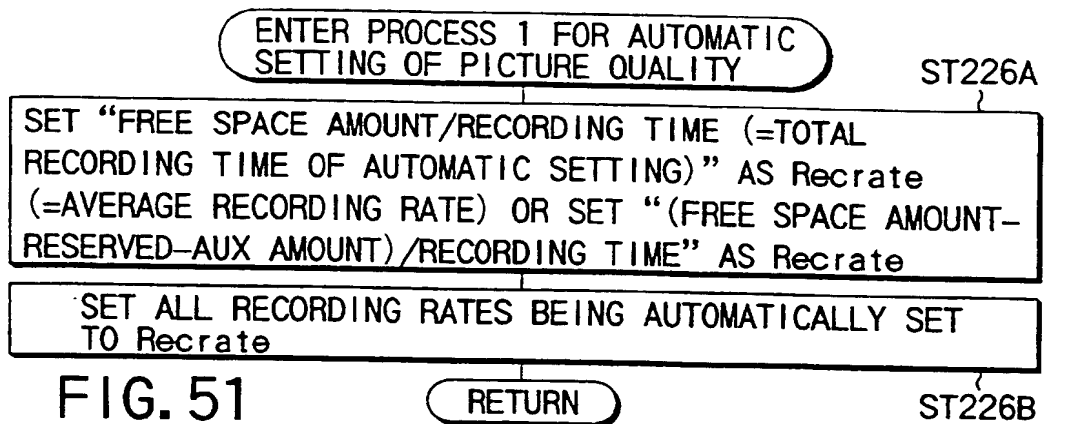 ENTER PROCESS 1 FOR AUTOMATIC
SETTING OF PICTURE QUALITY
ST226A
SET “FREE SPACE AMOUNT/RECORDING TIME (=TOTAL
RECORDING TIME OF AUTOMATIC SETTING)” AS Recrate
(=AVERAGE RECORDING RATE) OR SET “(FREE SPACE AMOUNT–
RESERVED–AUX AMOUNT)/RECORDING TIME” AS Recrate
SET ALL RECORDING RATES BEING AUTOMATICALLY SET
TO Recrate
FIG. 51
RETURN
ST226B